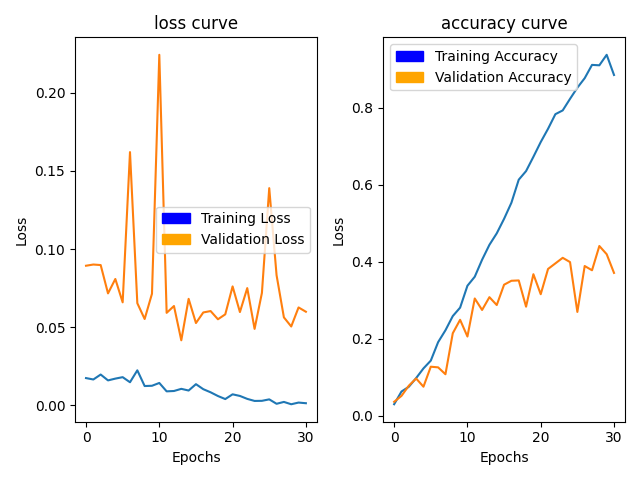 loss curve
0.20
0.15
0.10
0.05
0.00
Loss
Training Loss
Validation Loss
0
10
20
30
Epochs
accuracy curve
Training Accuracy
Validation Accuracy
0.8
0.6
0.4
0.2
0.0
Loss
0
10
20
30
Epochs